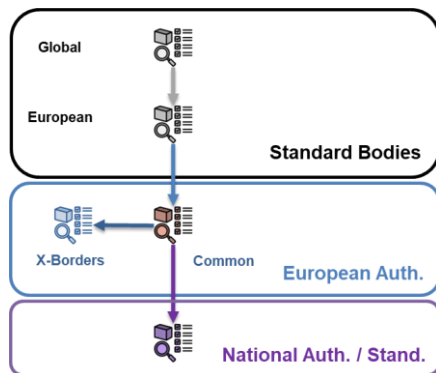 Global
European
Standard Bodies
X-Borders
Common
European Auth.
National Auth. / Stand.